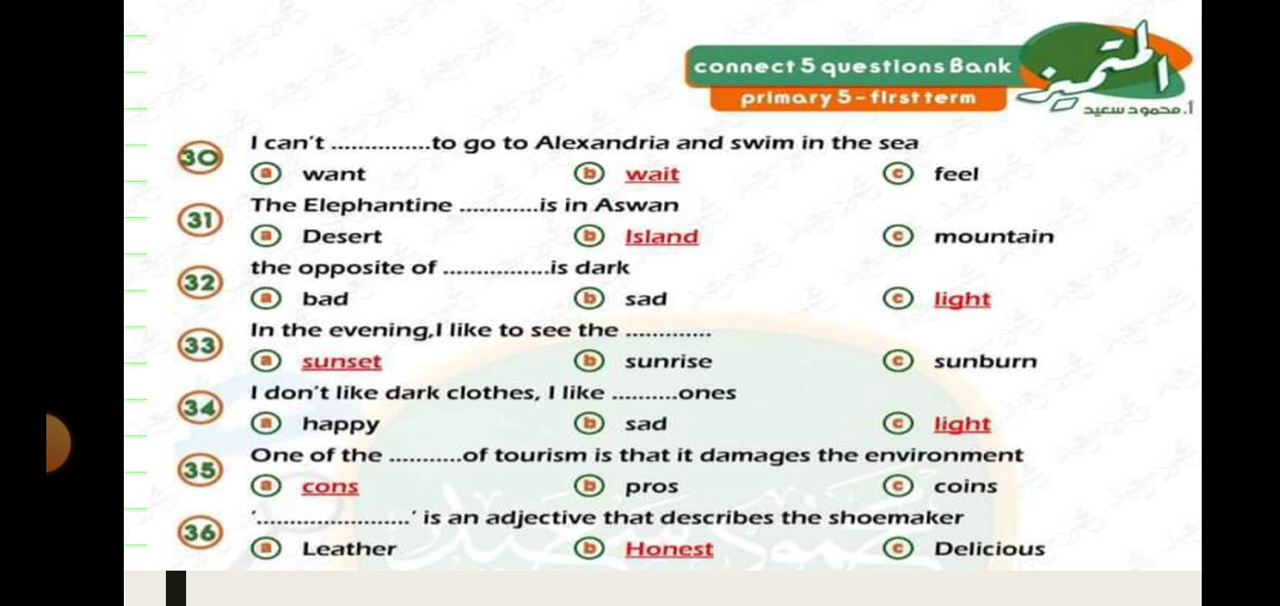 connect 5 questions Bank
primary 5 - first term
المتميز
أ. محمود سعيد
30 I can't ...............to go to Alexandria and swim in the sea
a want b wait c feel
31 The Elephantine ............is in Aswan
a Desert b Island c mountain
32 the opposite of ................is dark
a bad b sad c light
33 In the evening,I like to see the .............
a sunset b sunrise c sunburn
34 I don't like dark clothes, I like ..........ones
a happy b sad c light
35 One of the ...........of tourism is that it damages the environment
a cons b pros c coins
36 '.......................' is an adjective that describes the shoemaker
a Leather b Honest c Delicious